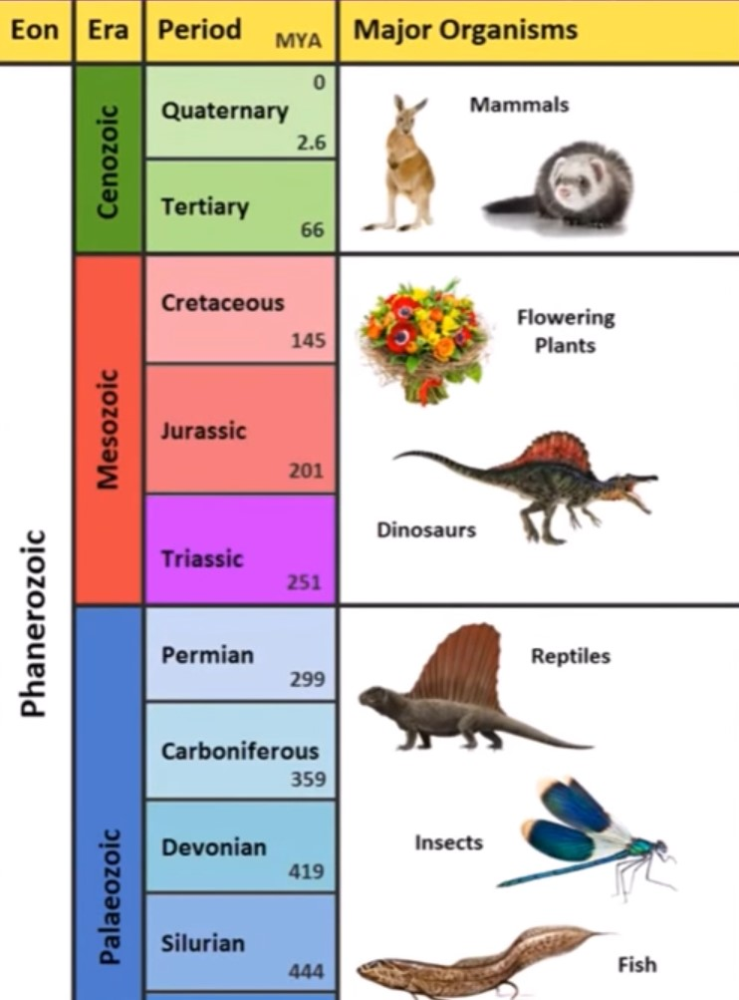 Eon Era Period MYA Major Organisms
Phanerozoic
Cenozoic
0
Quaternary
2.6
Tertiary
66
Mammals
Mesozoic
Cretaceous
145
Jurassic
201
Triassic
251
Flowering
Plants
Dinosaurs
Palaeozoic
Permian
299
Carboniferous
359
Devonian
419
Silurian
444
Reptiles
Insects
Fish